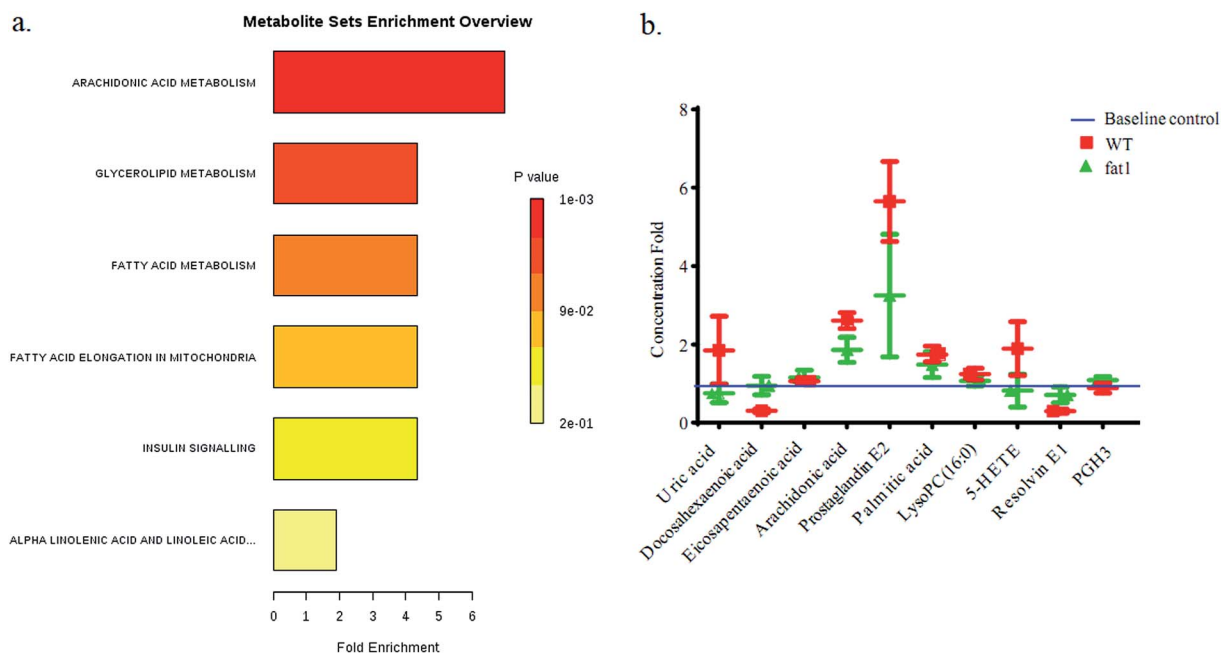 a.
Metabolite Sets Enrichment Overview
ARACHIDONIC ACID METABOLISM
GLYCEROLIPID METABOLISM
FATTY ACID METABOLISM
FATTY ACID ELONGATION IN MITOCHONDRIA
INSULIN SIGNALLING
ALPHA LINOLENIC ACID AND LINOLEIC ACID...
0 1 2 3 4 5 6
Fold Enrichment
P value
1e-03
9e-02
2e-01
b.
Concentration Fold
8
6
4
2
0
Baseline control
WT
fat1
Uric acid
Docosahexaenoic acid
Eicosapentaenoic acid
Arachidonic acid
Prostaglandin E2
Palmitic acid
LysoPC(16:0)
5-HETE
Resolvin E1
PGH3